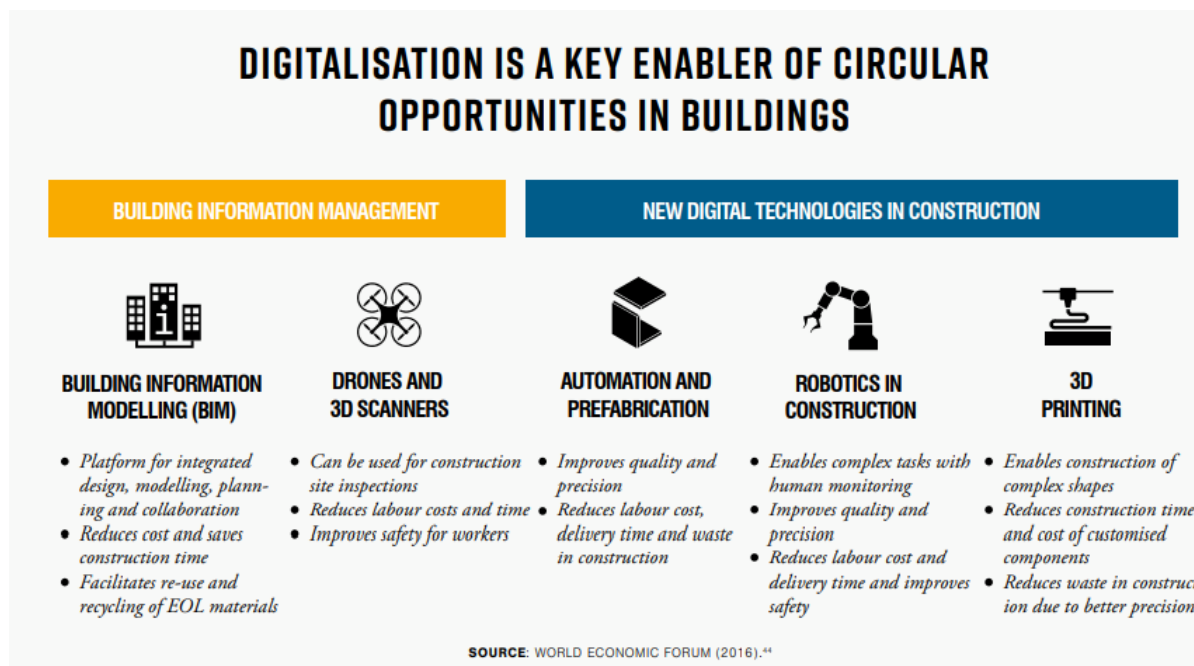 DIGITALISATION IS A KEY ENABLER OF CIRCULAR
OPPORTUNITIES IN BUILDINGS
BUILDING INFORMATION MANAGEMENT
NEW DIGITAL TECHNOLOGIES IN CONSTRUCTION
i
BUILDING INFORMATION
MODELLING (BIM)
• Platform for integrated
design, modelling, plann-
ing and collaboration
• Reduces cost and saves
construction time
• Facilitates re-use and
recycling of EOL materials
DRONES AND
3D SCANNERS
• Can be used for construction
site inspections
• Reduces labour costs and time
• Improves safety for workers
AUTOMATION AND
PREFABRICATION
• Improves quality and
precision
• Reduces labour cost,
delivery time and waste
in construction
ROBOTICS IN
CONSTRUCTION
• Enables complex tasks with
human monitoring
• Improves quality and
precision
• Reduces labour cost and
delivery time and improves
safety
3D
PRINTING
• Enables construction of
complex shapes
• Reduces construction time
and cost of customised
components
• Reduces waste in construc
ion due to better precision
SOURCE: WORLD ECONOMIC FORUM (2016).⁴⁴